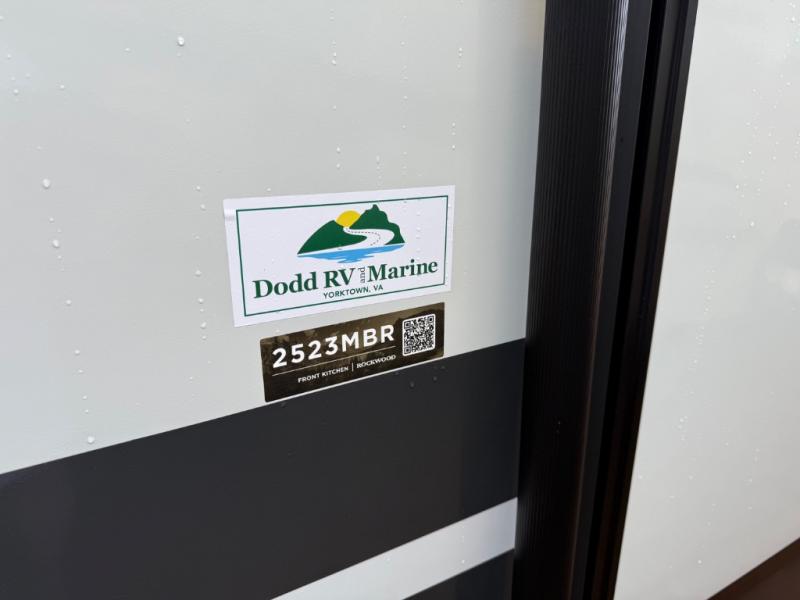 Dodd RV and Marine
YORKTOWN, VA
2523MBR
FRONT KITCHEN | ROCKWOOD